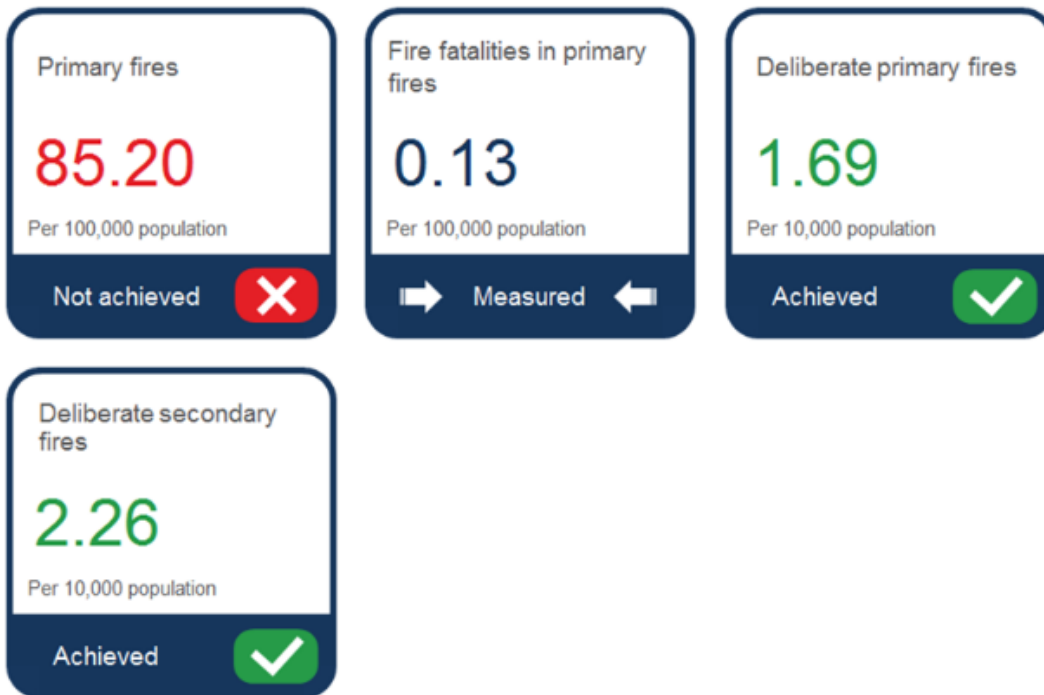 Primary fires
85.20
Per 100,000 population
Not achieved
Fire fatalities in primary
fires
0.13
Per 100,000 population
Measured
Deliberate primary fires
1.69
Per 10,000 population
Achieved
Deliberate secondary
fires
2.26
Per 10,000 population
Achieved